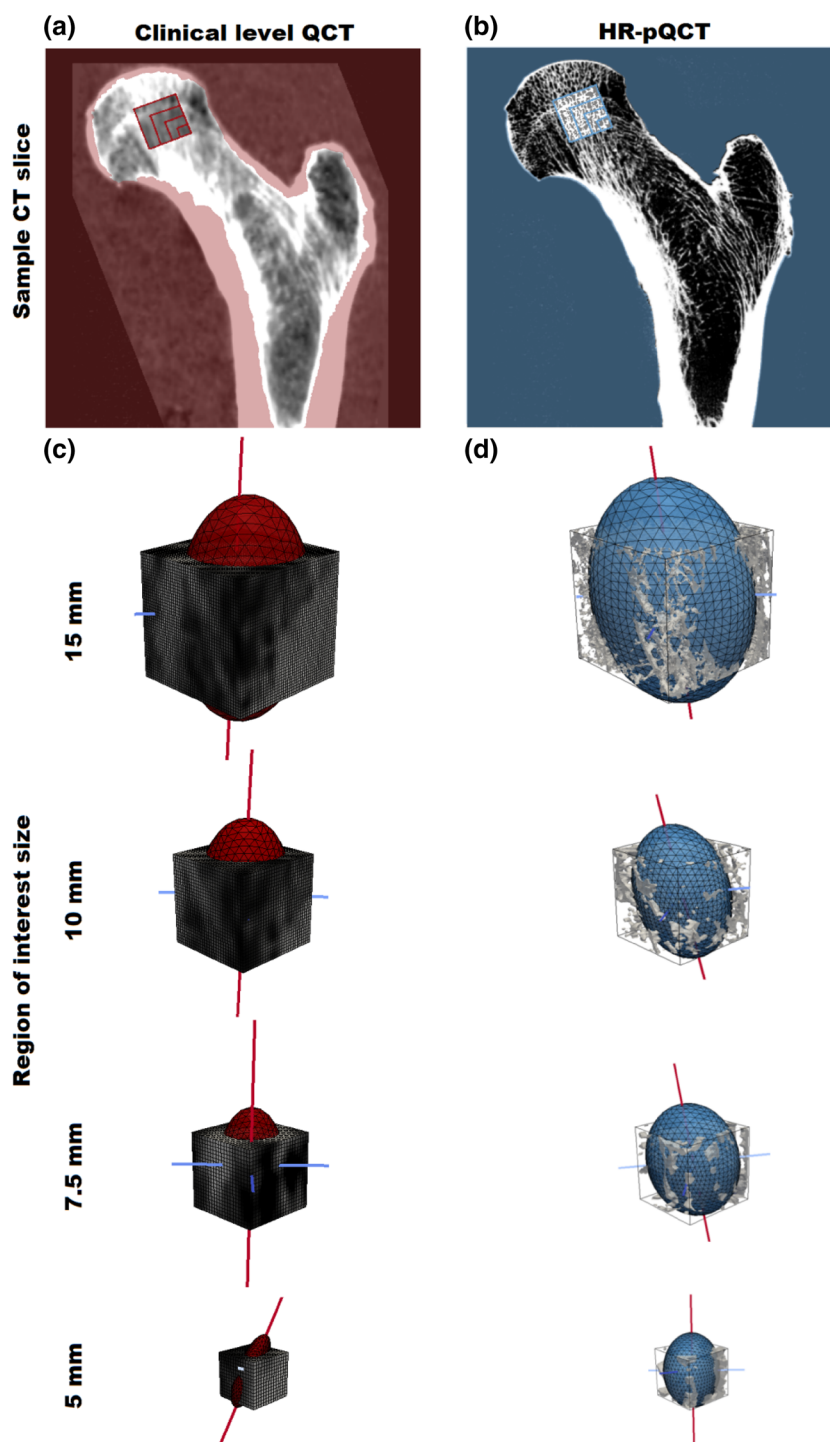 (a)
Clinical level QCT
(b)
HR-pQCT
Sample CT slice
(c)
(d)
15 mm
10 mm
Region of interest size
7.5 mm
5 mm